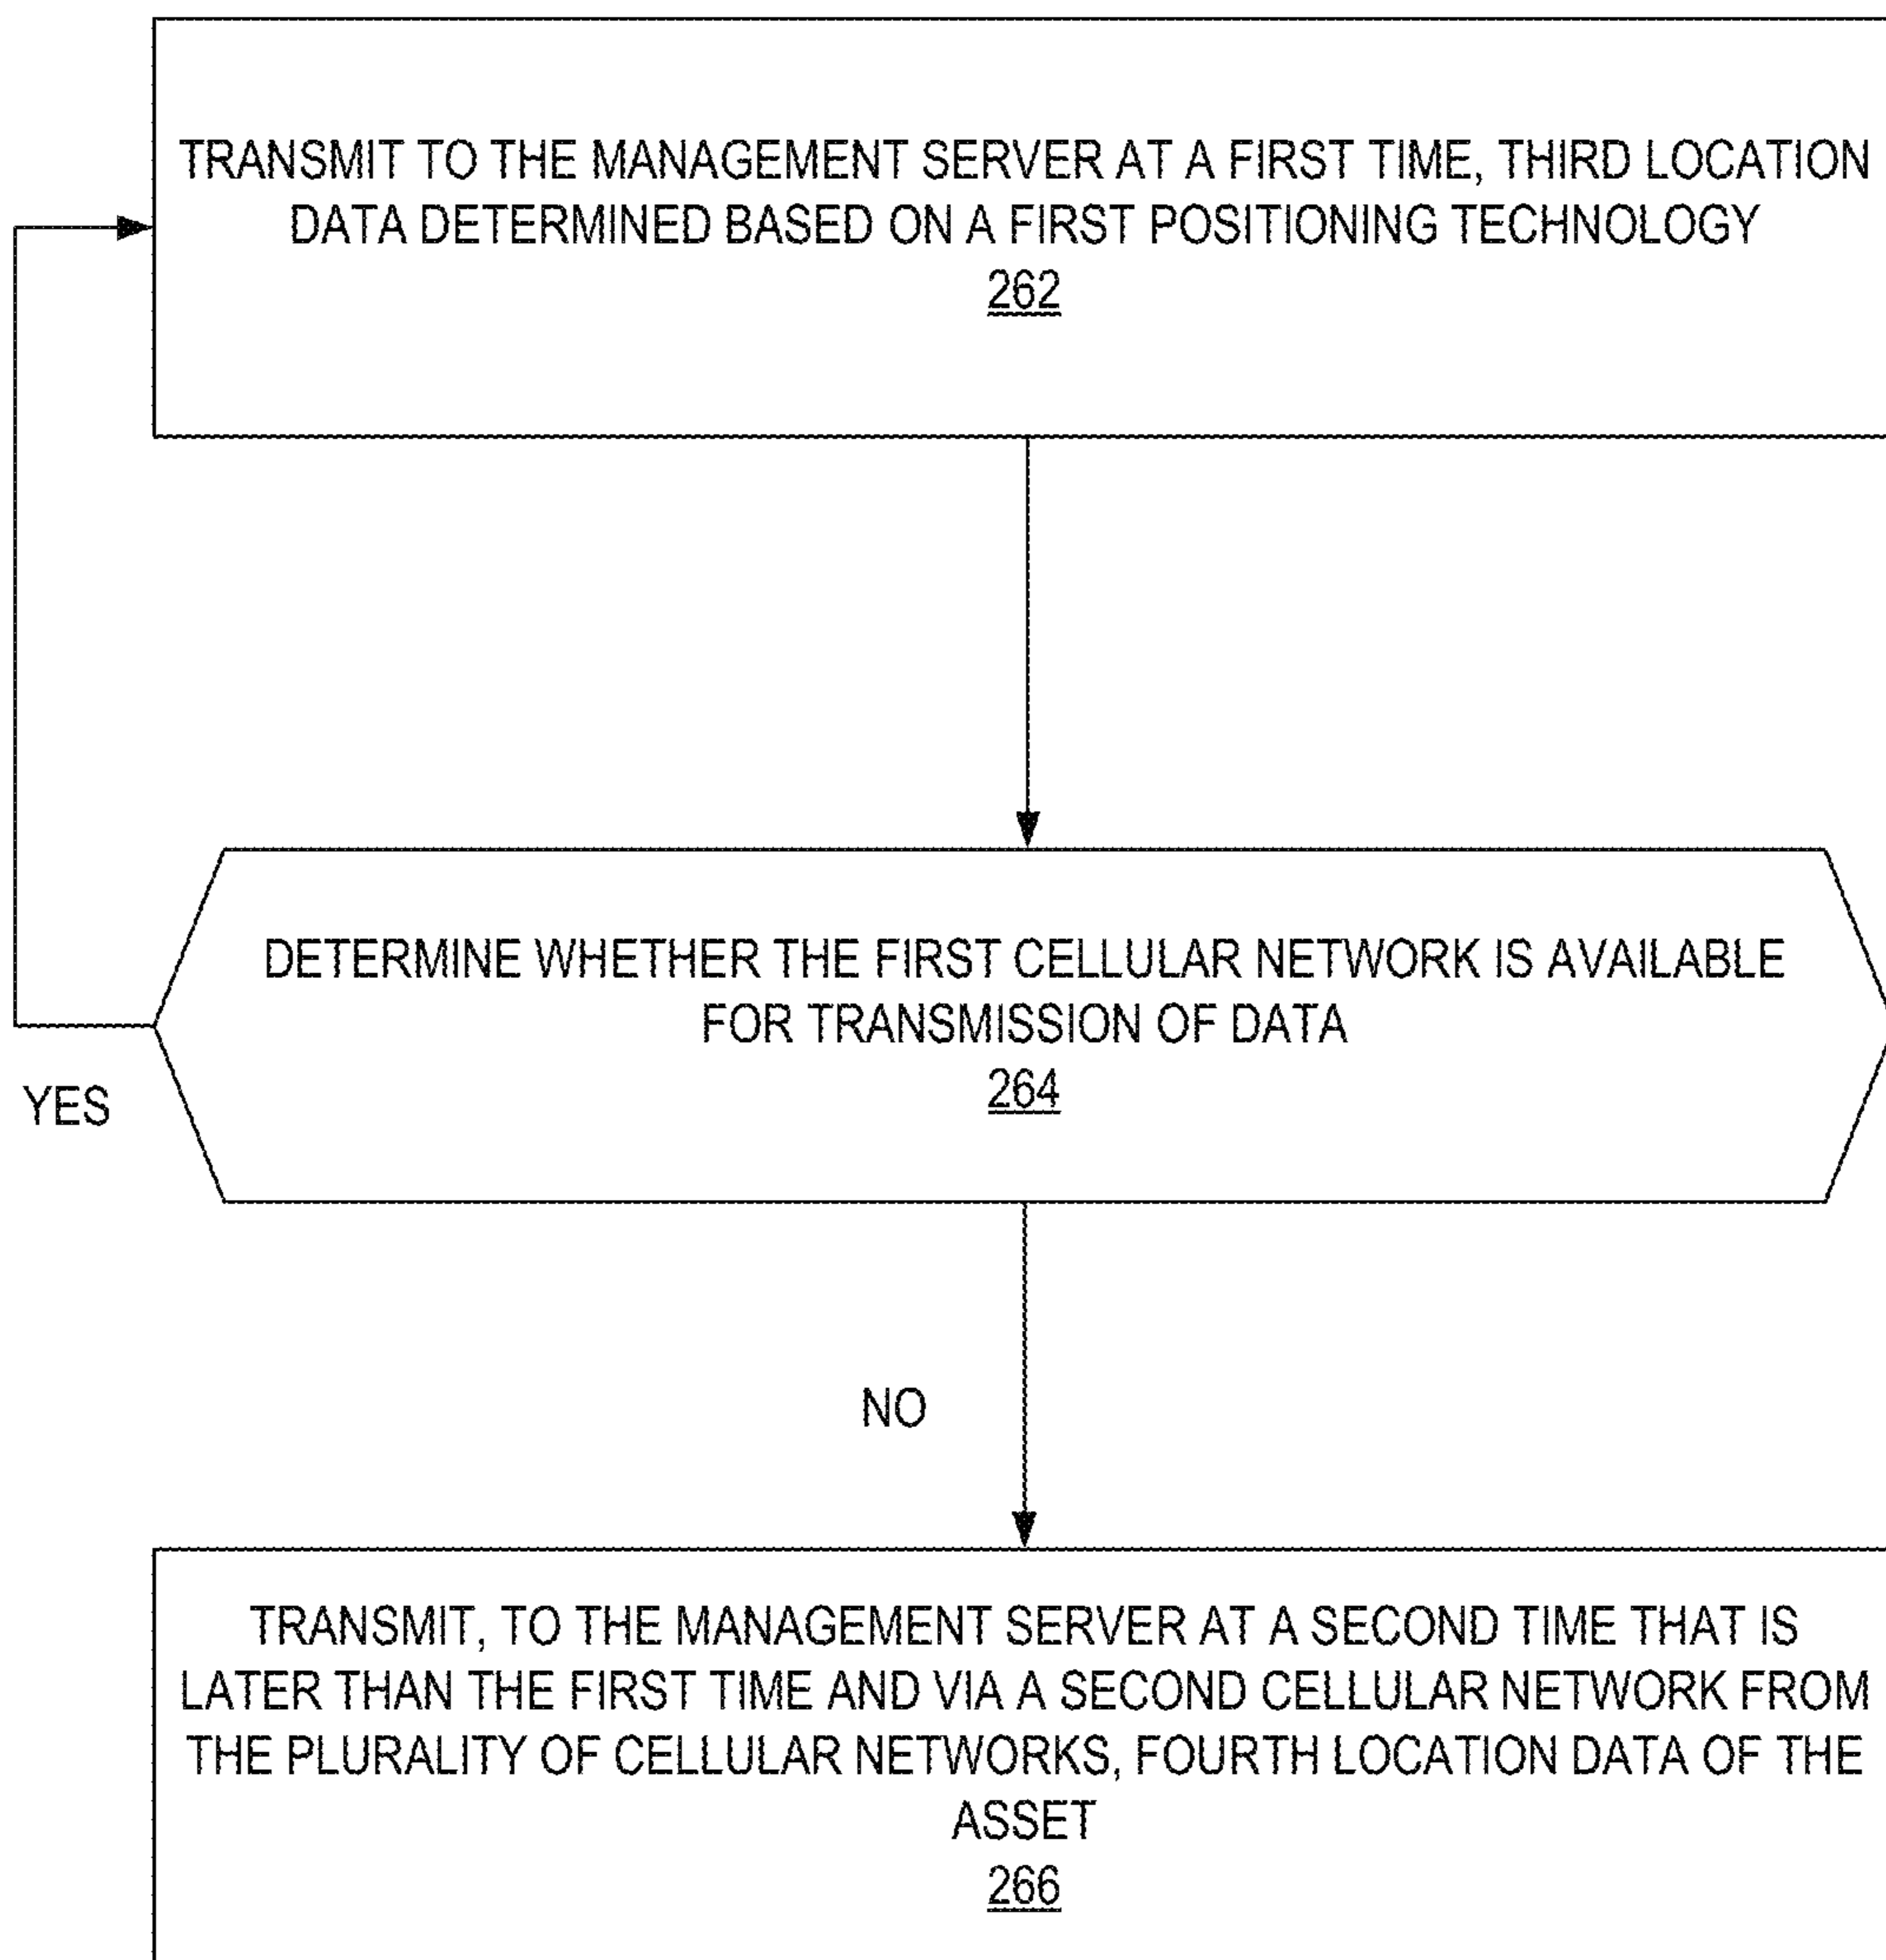 TRANSMIT TO THE MANAGEMENT SERVER AT A FIRST TIME, THIRD LOCATION
DATA DETERMINED BASED ON A FIRST POSITIONING TECHNOLOGY
262
DETERMINE WHETHER THE FIRST CELLULAR NETWORK IS AVAILABLE
FOR TRANSMISSION OF DATA
264
YES
NO
TRANSMIT, TO THE MANAGEMENT SERVER AT A SECOND TIME THAT IS
LATER THAN THE FIRST TIME AND VIA A SECOND CELLULAR NETWORK FROM
THE PLURALITY OF CELLULAR NETWORKS, FOURTH LOCATION DATA OF THE
ASSET
266